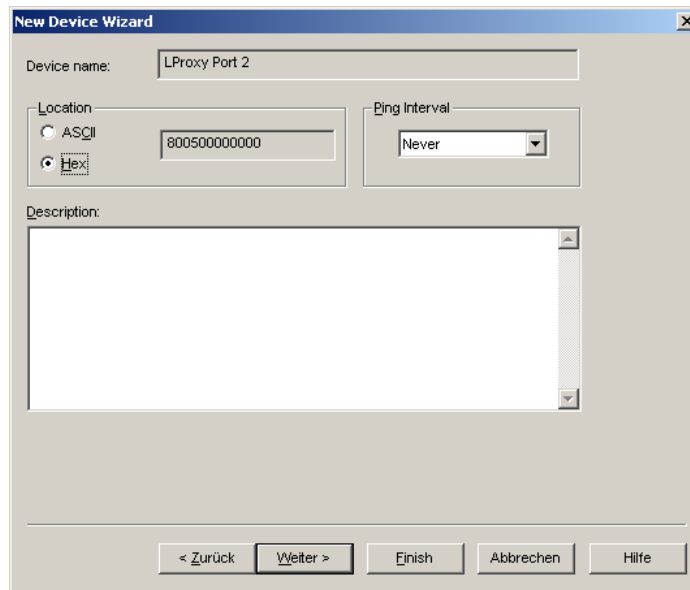 New Device Wizard
Device name: LProxy Port 2
Location
ASCII
Hex
800500000000
Ping Interval
Never
Description:
< Zurück Weiter > Finish Abbrechen Hilfe